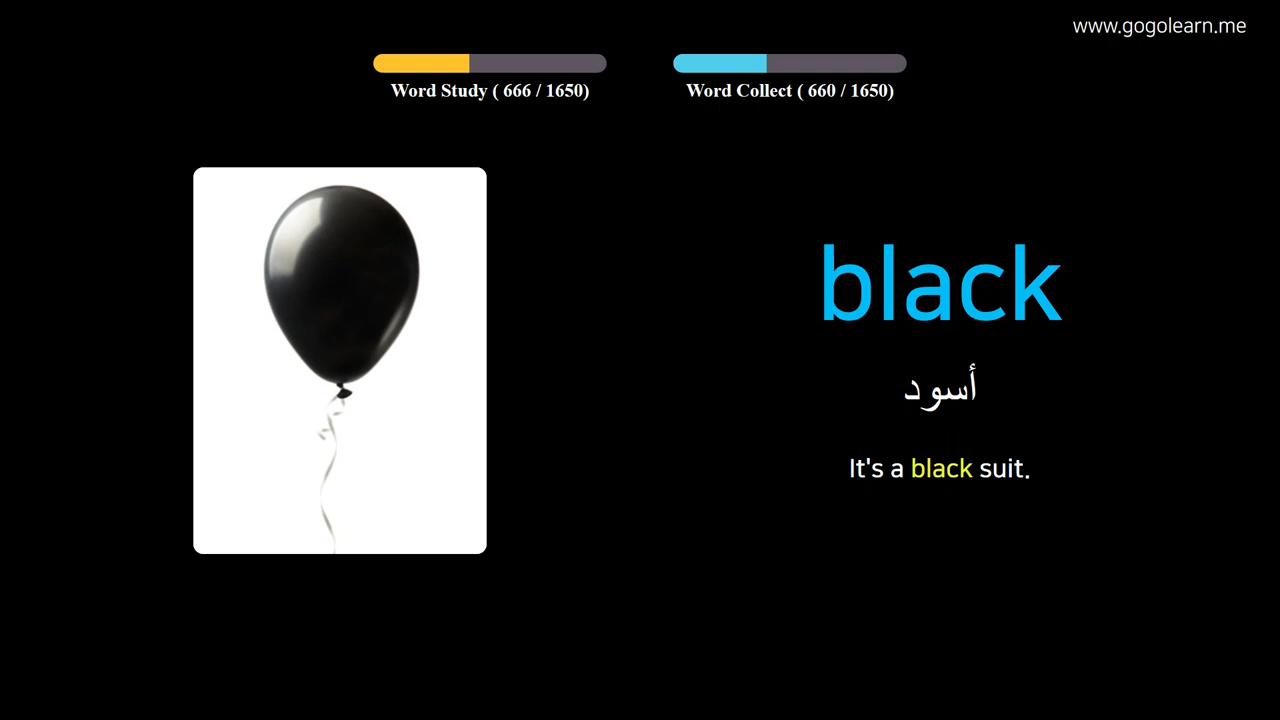 www.gogolearn.me
Word Study ( 666 / 1650)
Word Collect ( 660 / 1650)
black
أسود
It's a black suit.